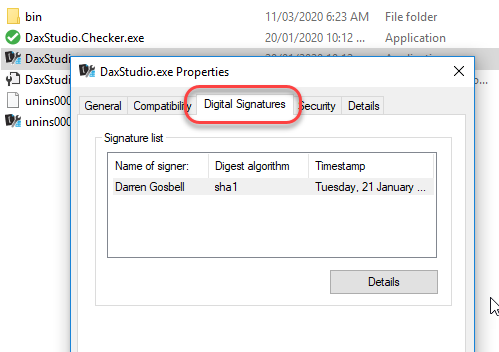 bin 11/03/2020 6:23 AM File folder
DaxStudio.Checker.exe 20/01/2020 10:12 ... Application
DaxStu
DaxStu
unins000
unins000
DaxStudio.exe Properties
General Compatibility Digital Signatures Security Details
Signature list
Name of signer: Digest algorithm Timestamp
Darren Gosbell sha1 Tuesday, 21 January ...
Details